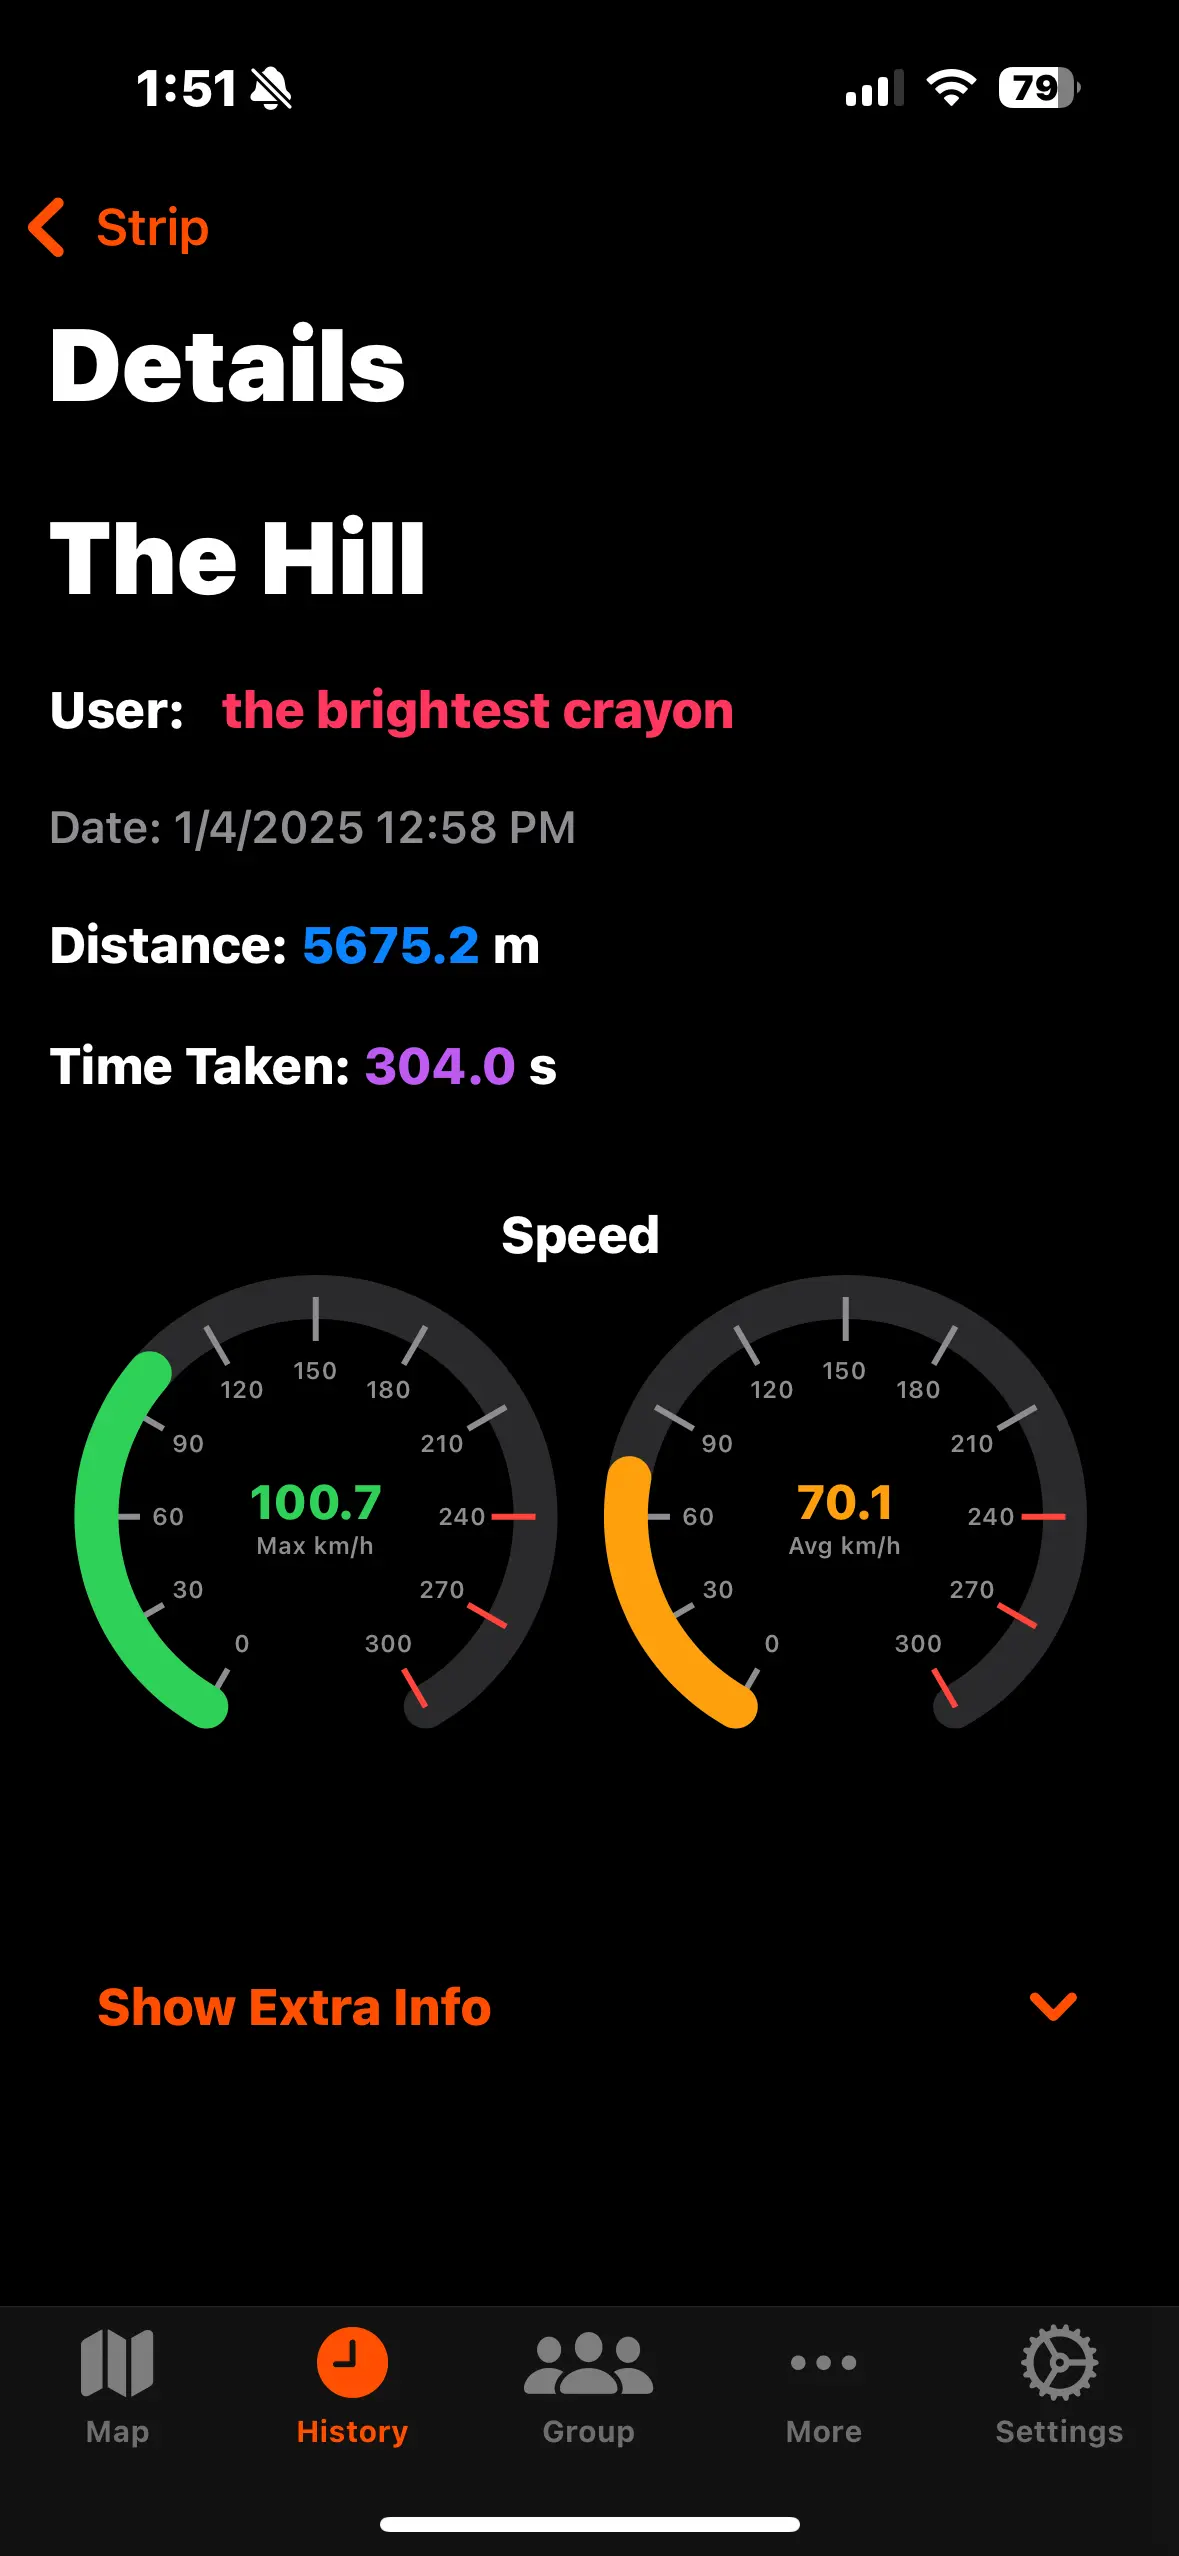 1:51
79
Strip
Details
The Hill
User: the brightest crayon
Date: 1/4/2025 12:58 PM
Distance: 5675.2 m
Time Taken: 304.0 s
Speed
0
30
60
90
120
150
180
210
240
270
300
100.7
Max km/h
0
30
60
90
120
150
180
210
240
270
300
70.1
Avg km/h
Show Extra Info
Map
History
Group
More
Settings